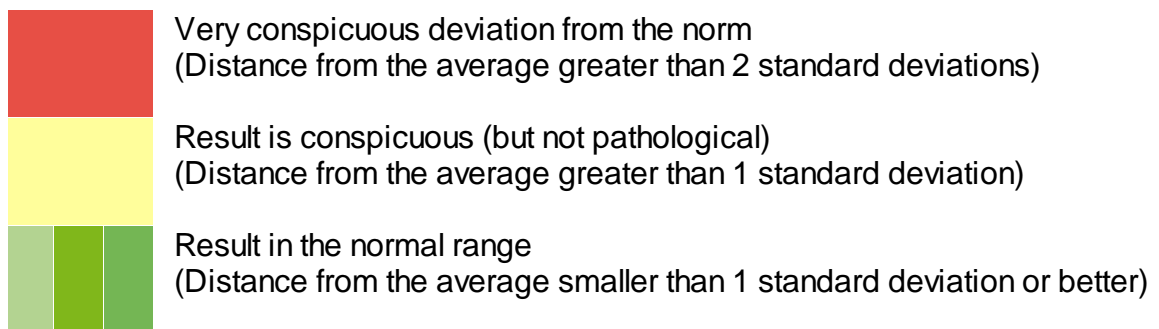 Very conspicuous deviation from the norm
(Distance from the average greater than 2 standard deviations)
Result is conspicuous (but not pathological)
(Distance from the average greater than 1 standard deviation)
Result in the normal range
(Distance from the average smaller than 1 standard deviation or better)